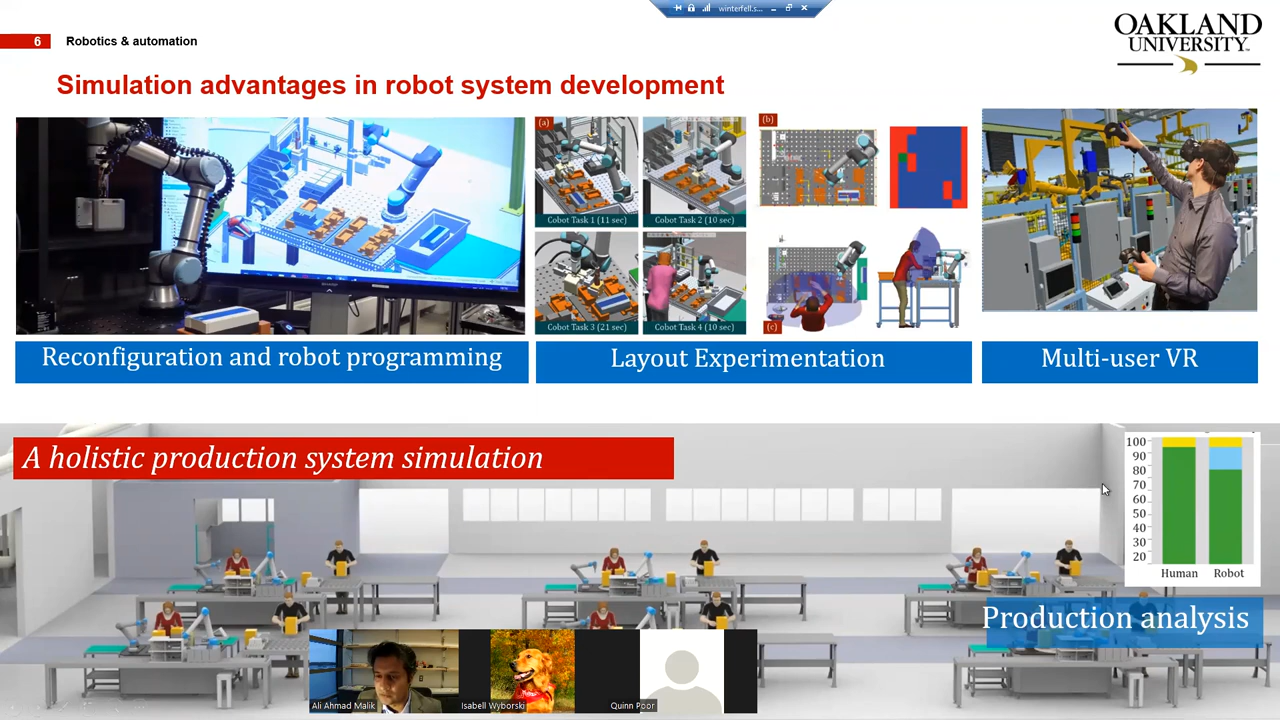 winterfell.s...
6 Robotics & automation
OAKLAND
UNIVERSITY
Simulation advantages in robot system development
(a)
(b)
Cobot Task 1 (11 sec)
Cobot Task 2 (10 sec)
Cobot Task 3 (21 sec)
Cobot Task 4 (10 sec)
(c)
Reconfiguration and robot programming
Layout Experimentation
Multi-user VR
A holistic production system simulation
100
90
80
70
60
50
40
30
20
Human
Robot
Production analysis
Ali Ahmad Malik
Isabell Wyborski
Quinn Poor